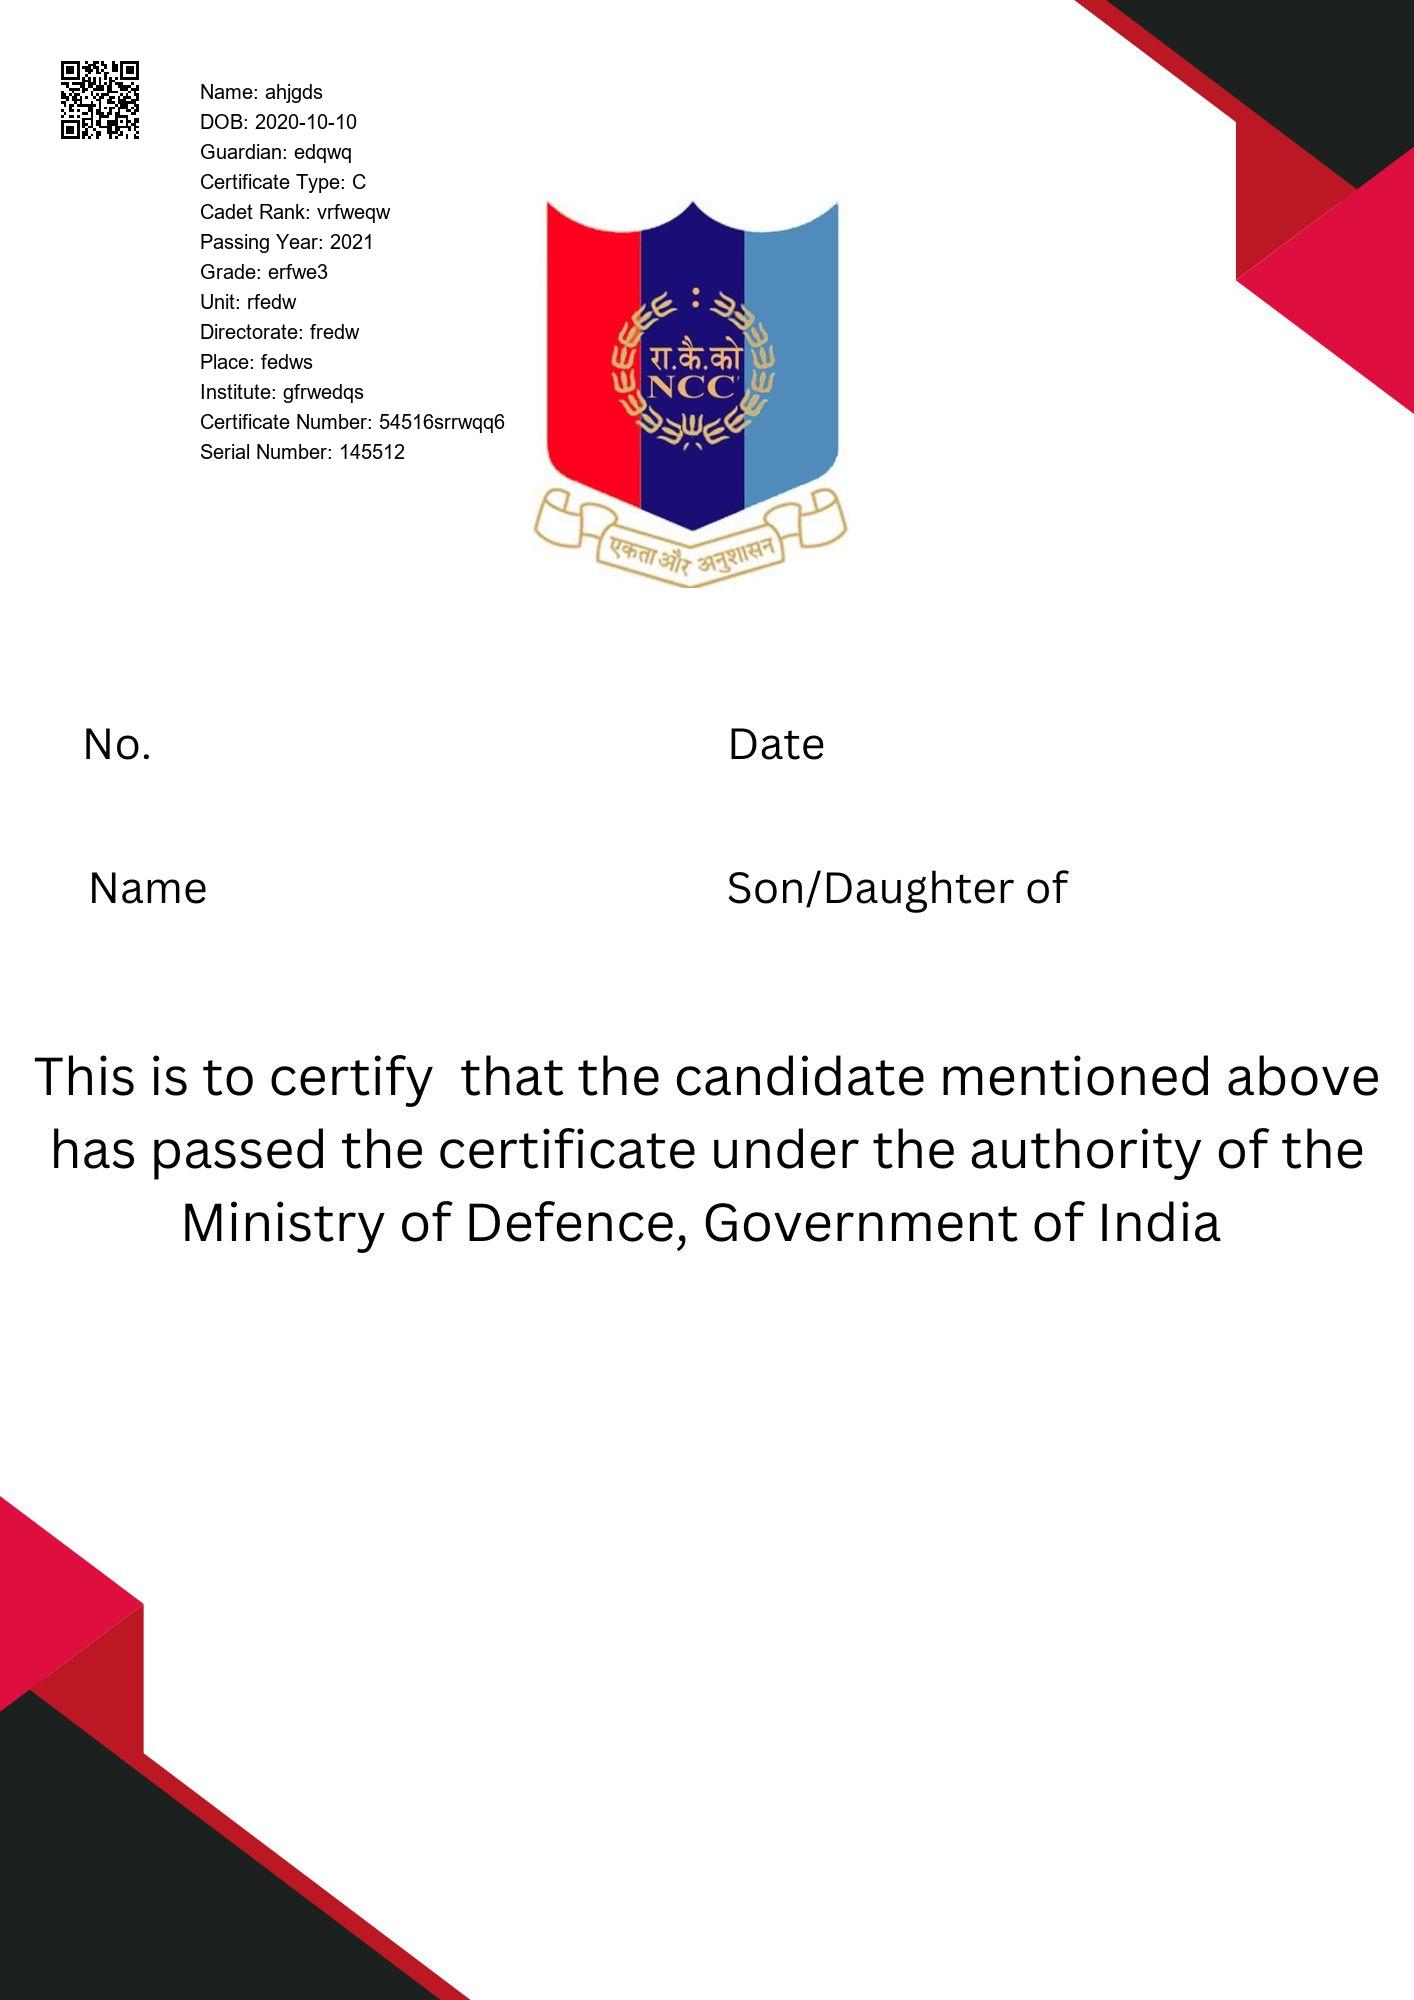 Name: ahjgds
DOB: 2020-10-10
Guardian: edqwq
Certificate Type: C
Cadet Rank: vrfweqw
Passing Year: 2021
Grade: erfwe3
Unit: rfedw
Directorate: fredw
Place: fedws
Institute: gfrwedqs
Certificate Number: 54516srrwqq6
Serial Number: 145512
रा.कै.को
NCC
एकता और अनुशासन
No. Date
Name Son/Daughter of
This is to certify that the candidate mentioned above
has passed the certificate under the authority of the
Ministry of Defence, Government of India